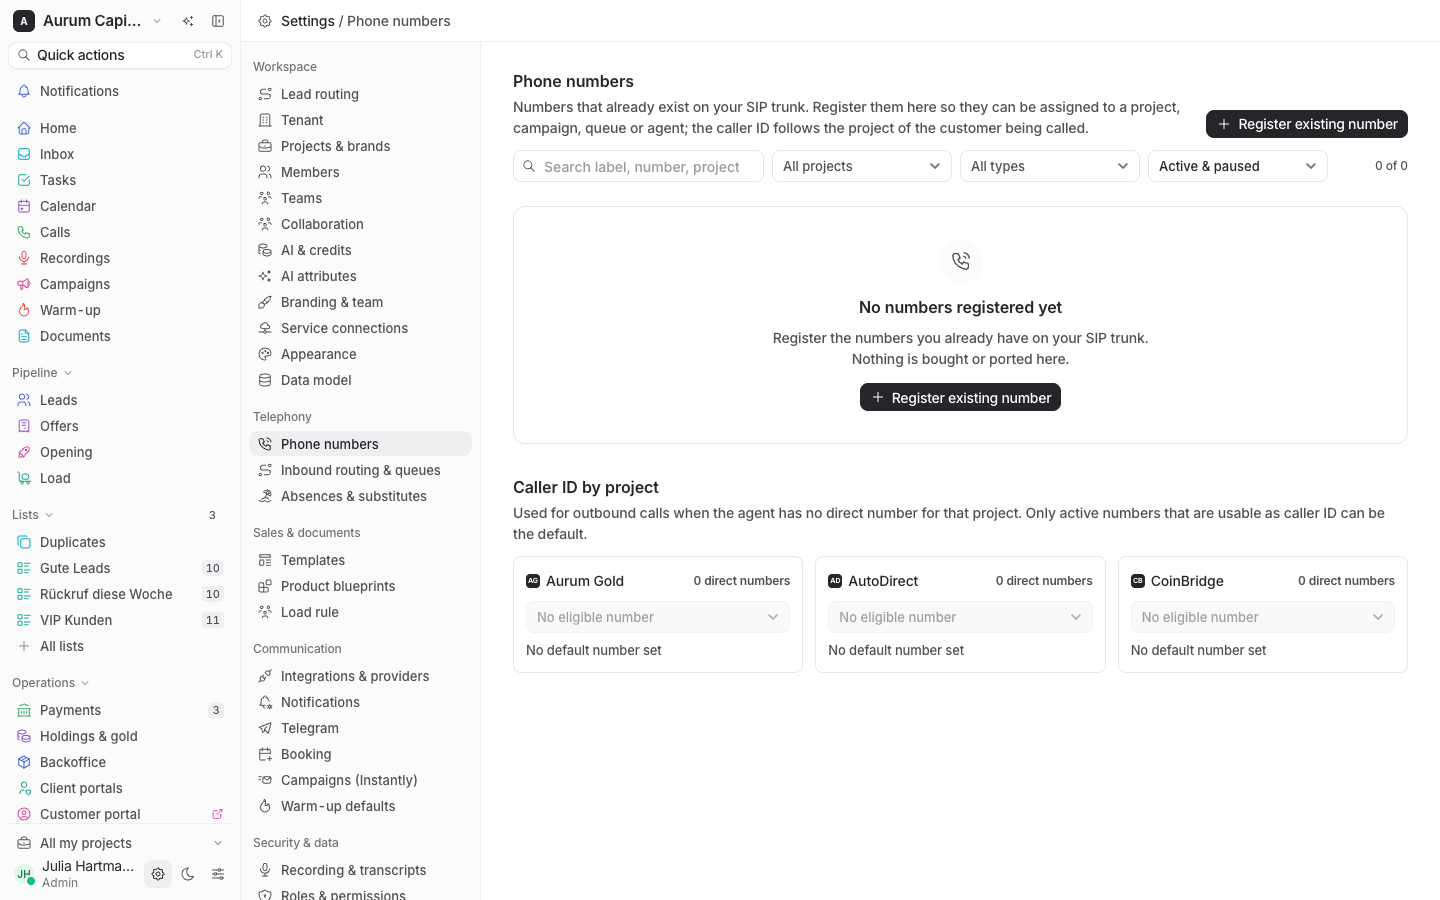 A Aurum Capi...
Quick actions Ctrl K
Notifications
Home
Inbox
Tasks
Calendar
Calls
Recordings
Campaigns
Warm-up
Documents
Pipeline
Leads
Offers
Opening
Load
Lists 3
Duplicates
Gute Leads 10
Rückruf diese Woche 10
VIP Kunden 11
All lists
Operations
Payments 3
Holdings & gold
Backoffice
Client portals
Customer portal
All my projects
JH Julia Hartma...
Admin
Settings / Phone numbers
Workspace
Lead routing
Tenant
Projects & brands
Members
Teams
Collaboration
AI & credits
AI attributes
Branding & team
Service connections
Appearance
Data model
Telephony
Phone numbers
Inbound routing & queues
Absences & substitutes
Sales & documents
Templates
Product blueprints
Load rule
Communication
Integrations & providers
Notifications
Telegram
Booking
Campaigns (Instantly)
Warm-up defaults
Security & data
Recording & transcripts
Roles & permissions
Phone numbers
Numbers that already exist on your SIP trunk. Register them here so they can be assigned to a project,
campaign, queue or agent; the caller ID follows the project of the customer being called.
Register existing number
Search label, number, project
All projects
All types
Active & paused
0 of 0
No numbers registered yet
Register the numbers you already have on your SIP trunk.
Nothing is bought or ported here.
Register existing number
Caller ID by project
Used for outbound calls when the agent has no direct number for that project. Only active numbers that are usable as caller ID can be
the default.
AG Aurum Gold 0 direct numbers
No eligible number
No default number set
AD AutoDirect 0 direct numbers
No eligible number
No default number set
CB CoinBridge 0 direct numbers
No eligible number
No default number set